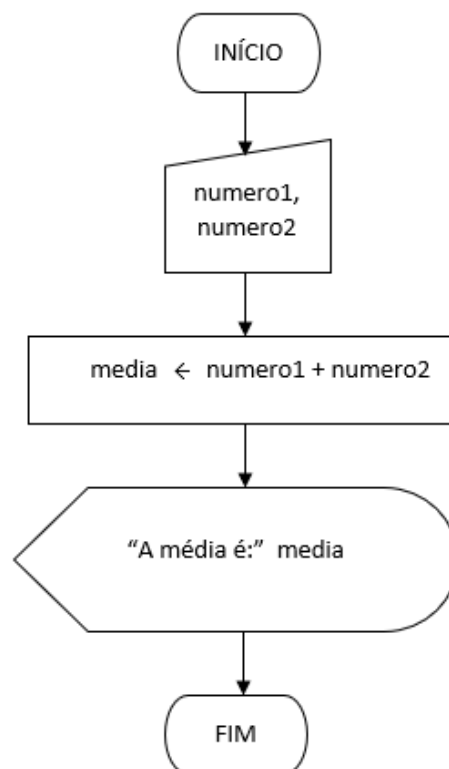 INÍCIO
numero1,
numero2
media ← numero1 + numero2
“A média é:” media
FIM